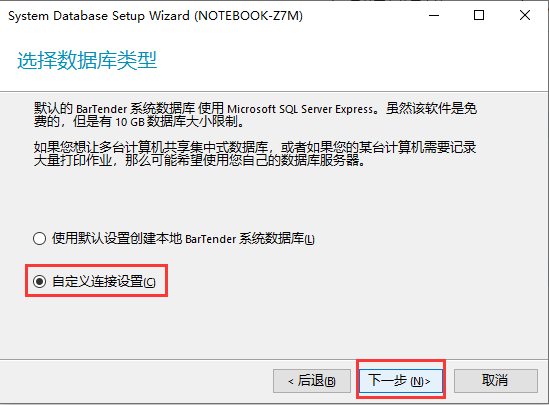 System Database Setup Wizard (NOTEBOOK-Z7M)
选择数据库类型
默认的 BarTender 系统数据库 使用 Microsoft SQL Server Express。虽然该软件是免
费的，但是有 10 GB 数据库大小限制。
如果您想让多台计算机共享集中式数据库，或者如果您的某台计算机需要记录
大量打印作业，那么可能希望使用您自己的数据库服务器。
使用默认设置创建本地 BarTender 系统数据库(L)
自定义连接设置(C)
< 后退(B) 下一步 (N)> 取消